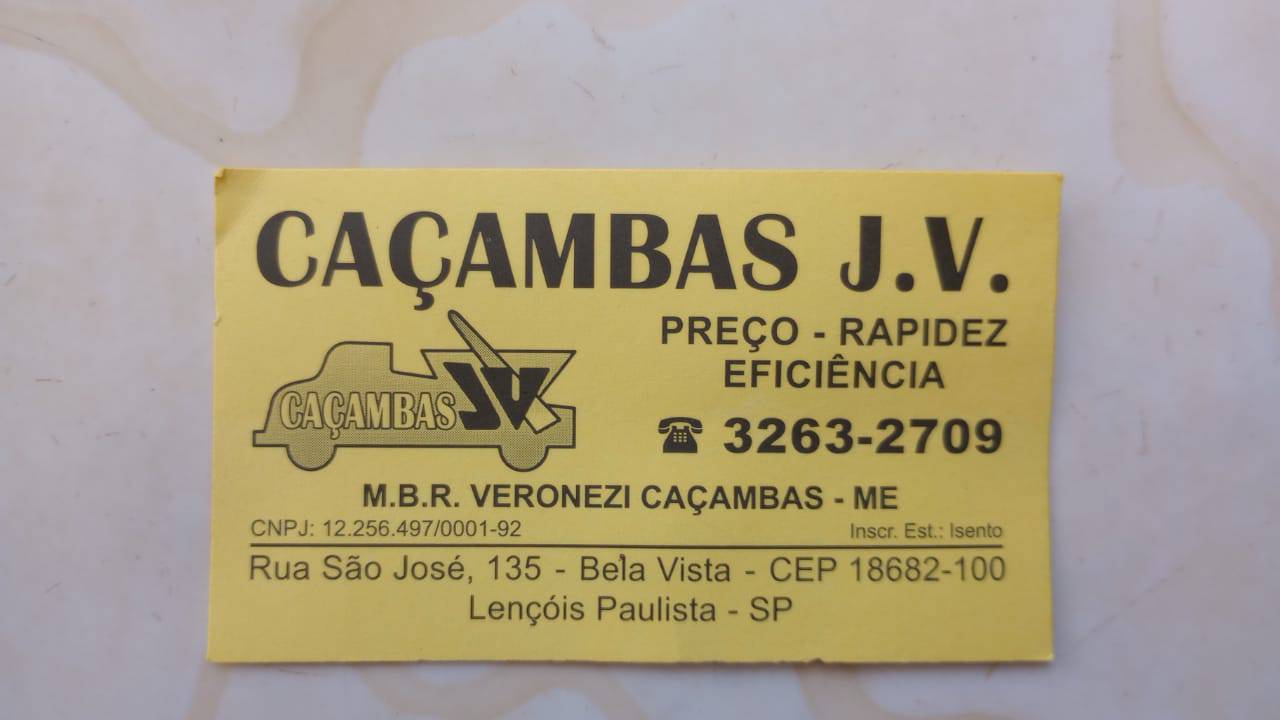 CAÇAMBAS J.V.
PREÇO - RAPIDEZ
EFICIÊNCIA
CAÇAMBAS JV
☎ 3263-2709
M.B.R. VERONEZI CAÇAMBAS - ME
CNPJ: 12.256.497/0001-92 Inscr. Est.: Isento
Rua São José, 135 - Bela Vista - CEP 18682-100
Lençóis Paulista - SP